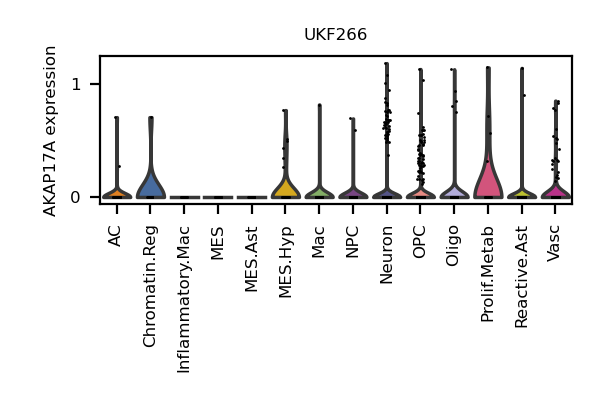 UKF266
AKAP17A expression
1
0
AC
Chromatin.Reg
Inflammatory.Mac
MES
MES.Ast
MES.Hyp
Mac
NPC
Neuron
OPC
Oligo
Prolif.Metab
Reactive.Ast
Vasc